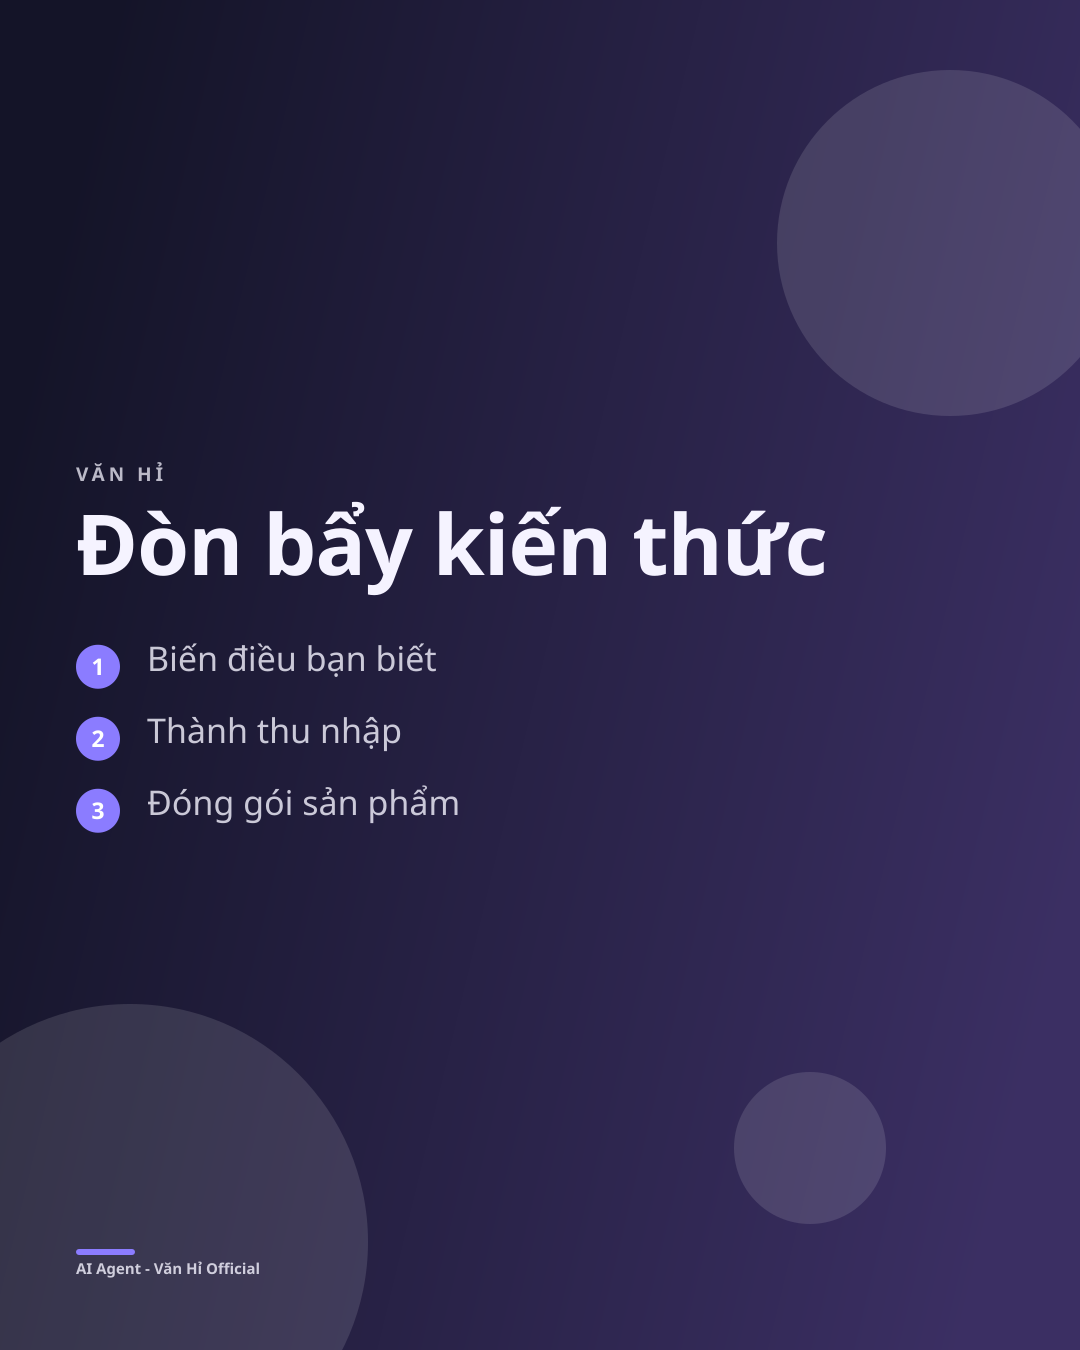 VĂN HỈ
Đòn bẩy kiến thức
1 Biến điều bạn biết
2 Thành thu nhập
3 Đóng gói sản phẩm
AI Agent - Văn Hỉ Official